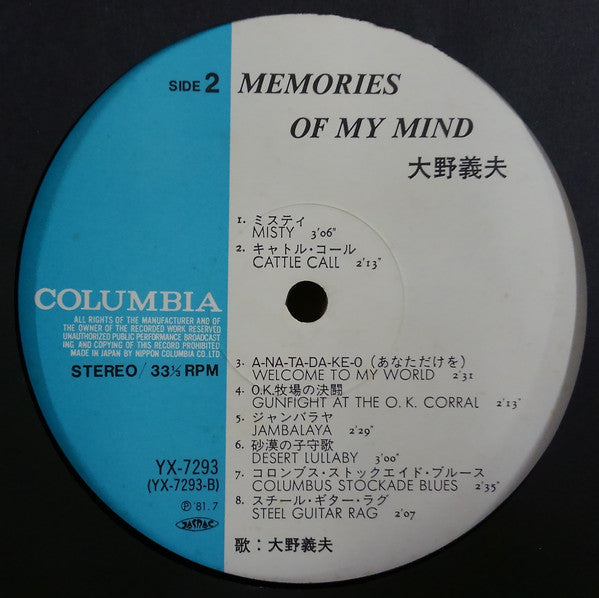 SIDE 2
MEMORIES
OF MY MIND
大野義夫
1. ミスティ
MISTY 3'06"
2. キャトル・コール
CATTLE CALL 2'13"
COLUMBIA
ALL RIGHTS OF THE MANUFACTURER AND OF
THE OWNER OF THE RECORDED WORK RESERVED
UNAUTHORIZED PUBLIC PERFORMANCE BROADCAST
ING AND COPYING OF THIS RECORD PROHIBITED
MADE IN JAPAN BY NIPPON COLUMBIA CO. LTD
STEREO/33⅓ RPM
3. A-NA-TA-DA-KE-O（あなただけを）
WELCOME TO MY WORLD 2'31
4. O.K.牧場の決闘
GUNFIGHT AT THE O. K. CORRAL 2'13"
5. ジャンバラヤ
JAMBALAYA 2'29"
6. 砂漠の子守歌
DESERT LULLABY 3'00"
7. コロンブス・ストックエイド・ブルース
COLUMBUS STOCKADE BLUES 2'35"
8. スチール・ギター・ラグ
STEEL GUITAR RAG 2'07
YX-7293
(YX-7293-B)
Ⓟ'81.7
JASRAC
歌：大野義夫